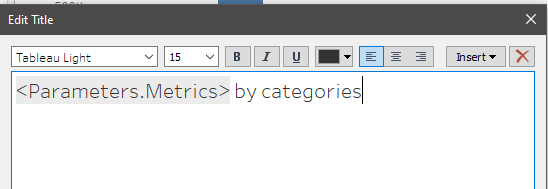 Edit Title
Tableau Light 15 B I U Insert
<Parameters.Metrics> by categories